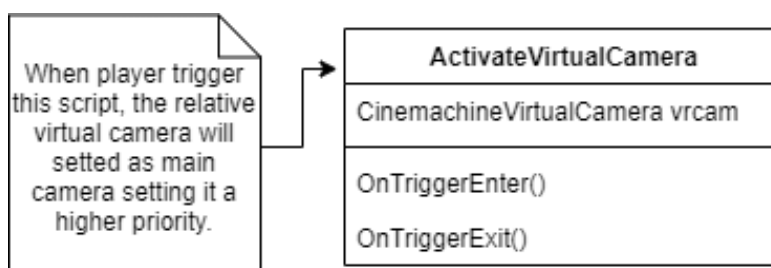 When player trigger
this script, the relative
virtual camera will
setted as main
camera setting it a
higher priority.
ActivateVirtualCamera
CinemachineVirtualCamera vrcam
OnTriggerEnter()
OnTriggerExit()